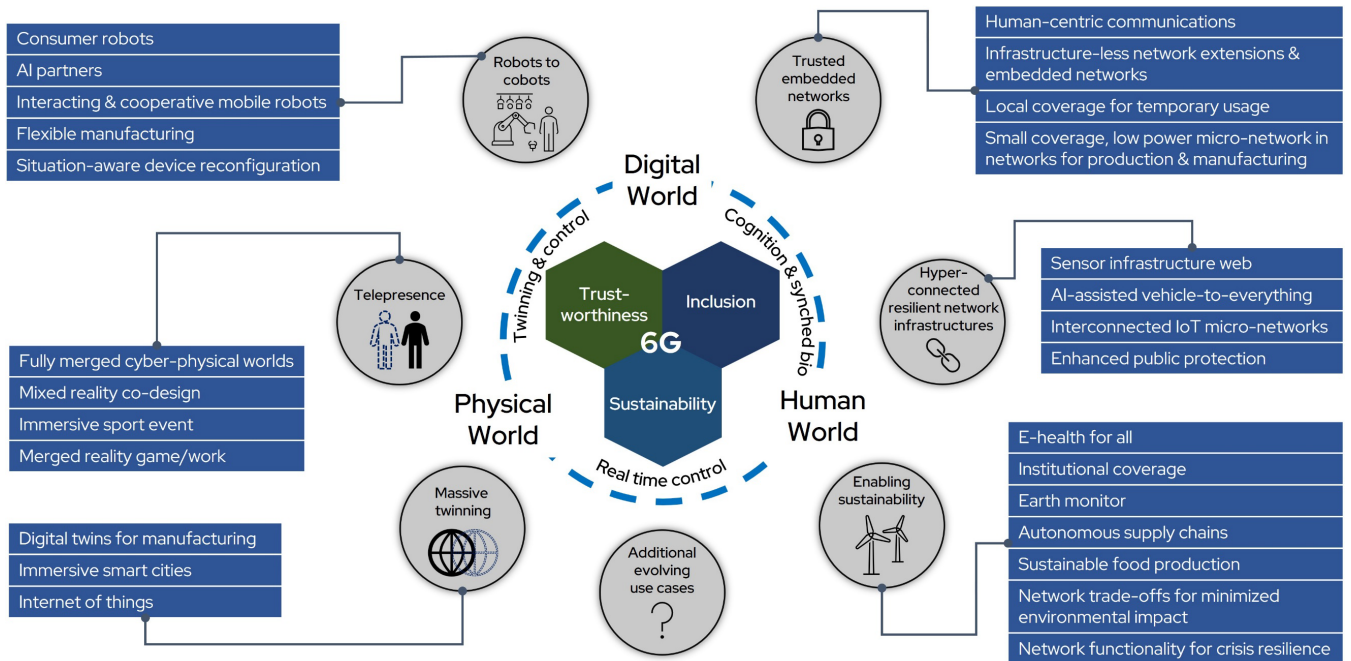 Consumer robots
AI partners
Interacting & cooperative mobile robots
Flexible manufacturing
Situation-aware device reconfiguration
Robots to
cobots
Trusted
embedded
networks
Human-centric communications
Infrastructure-less network extensions &
embedded networks
Local coverage for temporary usage
Small coverage, low power micro-network in
networks for production & manufacturing
Digital
World
Twinning & control
Cognition & synched bio
Trust-
worthiness
Inclusion
6G
Sustainability
Physical
World
Human
World
Real time control
Telepresence
Fully merged cyber-physical worlds
Mixed reality co-design
Immersive sport event
Merged reality game/work
Hyper-
connected
resilient network
infrastructures
Sensor infrastructure web
AI-assisted vehicle-to-everything
Interconnected IoT micro-networks
Enhanced public protection
Massive
twinning
Digital twins for manufacturing
Immersive smart cities
Internet of things
Additional
evolving
use cases
?
Enabling
sustainability
E-health for all
Institutional coverage
Earth monitor
Autonomous supply chains
Sustainable food production
Network trade-offs for minimized
environmental impact
Network functionality for crisis resilience